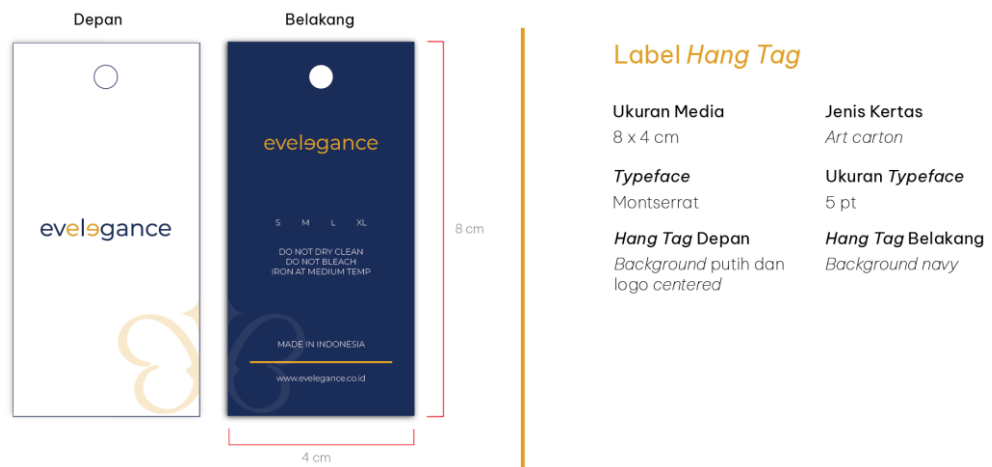 Depan
Belakang
evelɘgance
evelɘgance
S M L XL
DO NOT DRY CLEAN
DO NOT BLEACH
IRON AT MEDIUM TEMP
MADE IN INDONESIA
www.evelegance.co.id
8 cm
4 cm
Label Hang Tag
Ukuran Media
8 x 4 cm
Jenis Kertas
Art carton
Typeface
Montserrat
Ukuran Typeface
5 pt
Hang Tag Depan
Background putih dan
logo centered
Hang Tag Belakang
Background navy